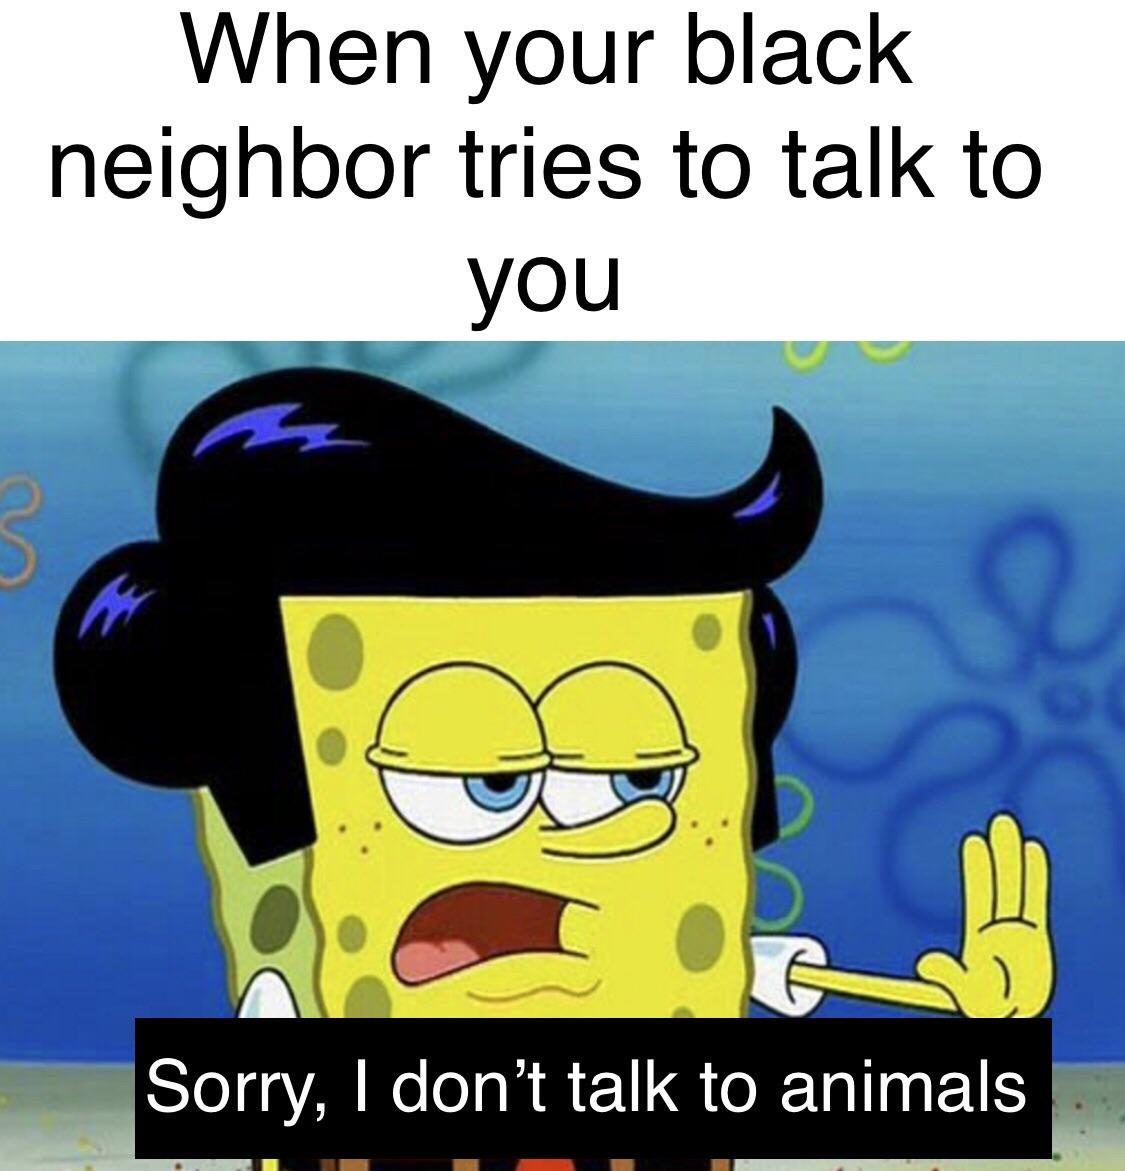 When your black
neighbor tries to talk to
you
Sorry, I don’t talk to animals